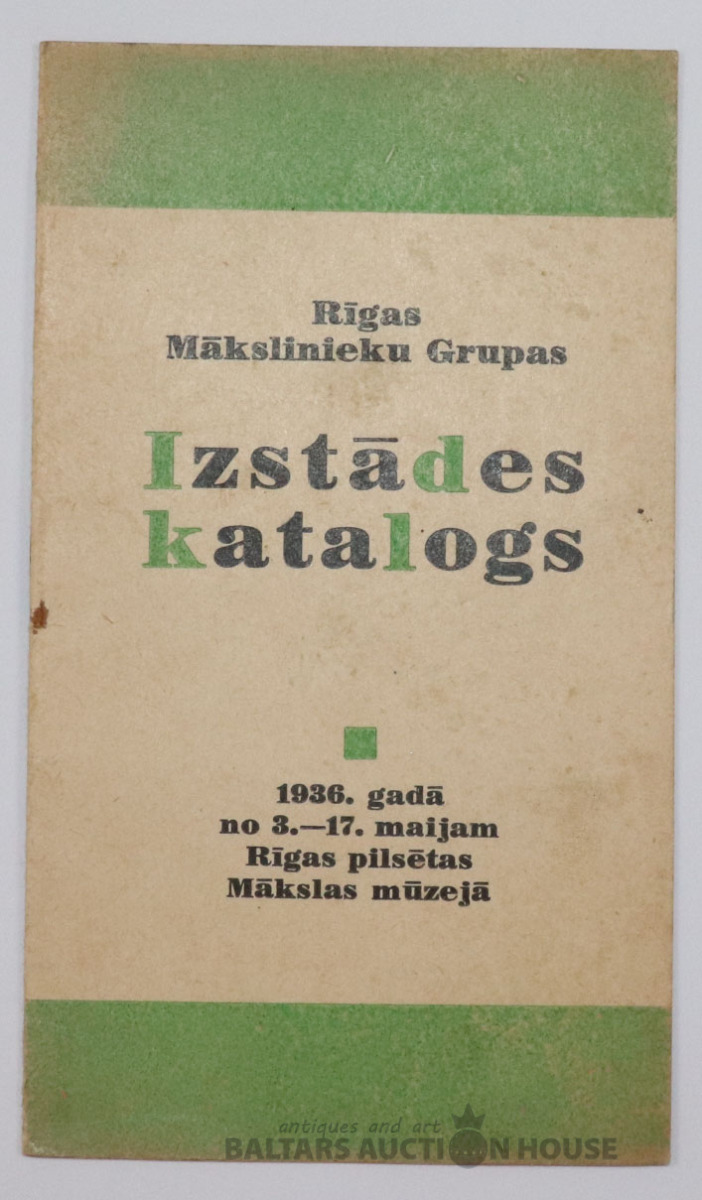 Rīgas
Mākslinieku Grupas
Izstādes
katalogs
1936. gadā
no 3.—17. maijam
Rīgas pilsētas
Mākslas mūzejā
antiques and art
BALTARS AUCTION HOUSE